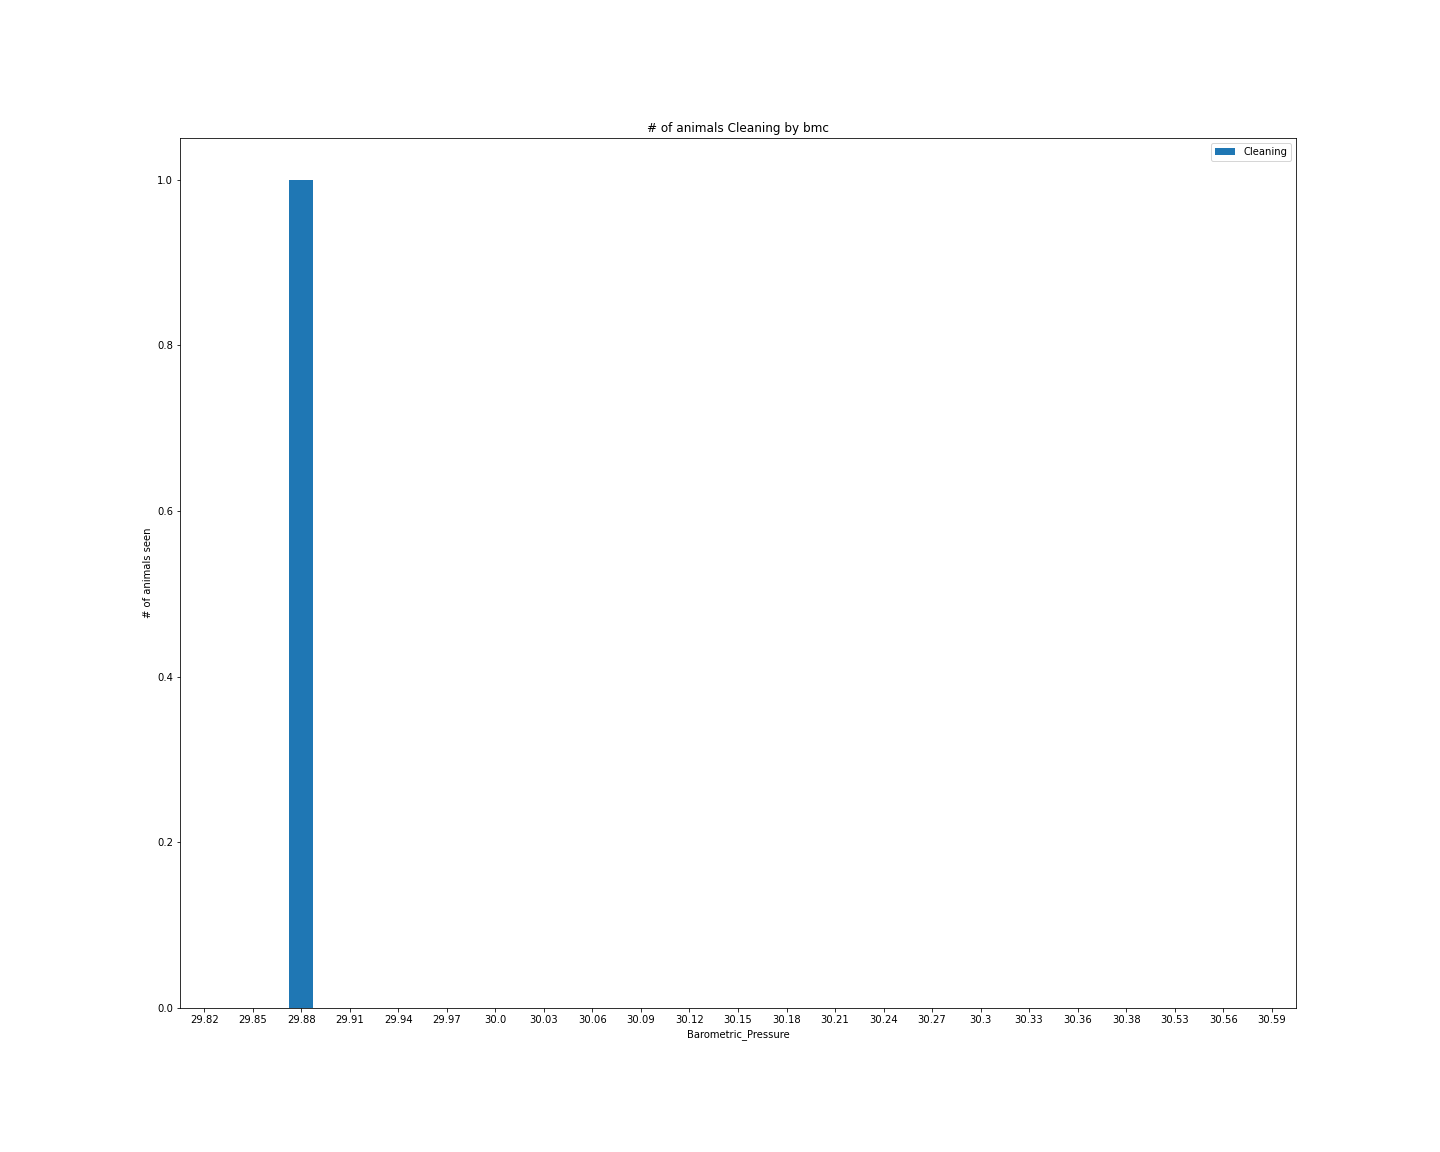 # of animals Cleaning by bmc
Cleaning
1.0
0.8
0.6
0.4
0.2
0.0
# of animals seen
29.82 29.85 29.88 29.91 29.94 29.97 30.0 30.03 30.06 30.09 30.12 30.15 30.18 30.21 30.24 30.27 30.3 30.33 30.36 30.38 30.53 30.56 30.59
Barometric_Pressure